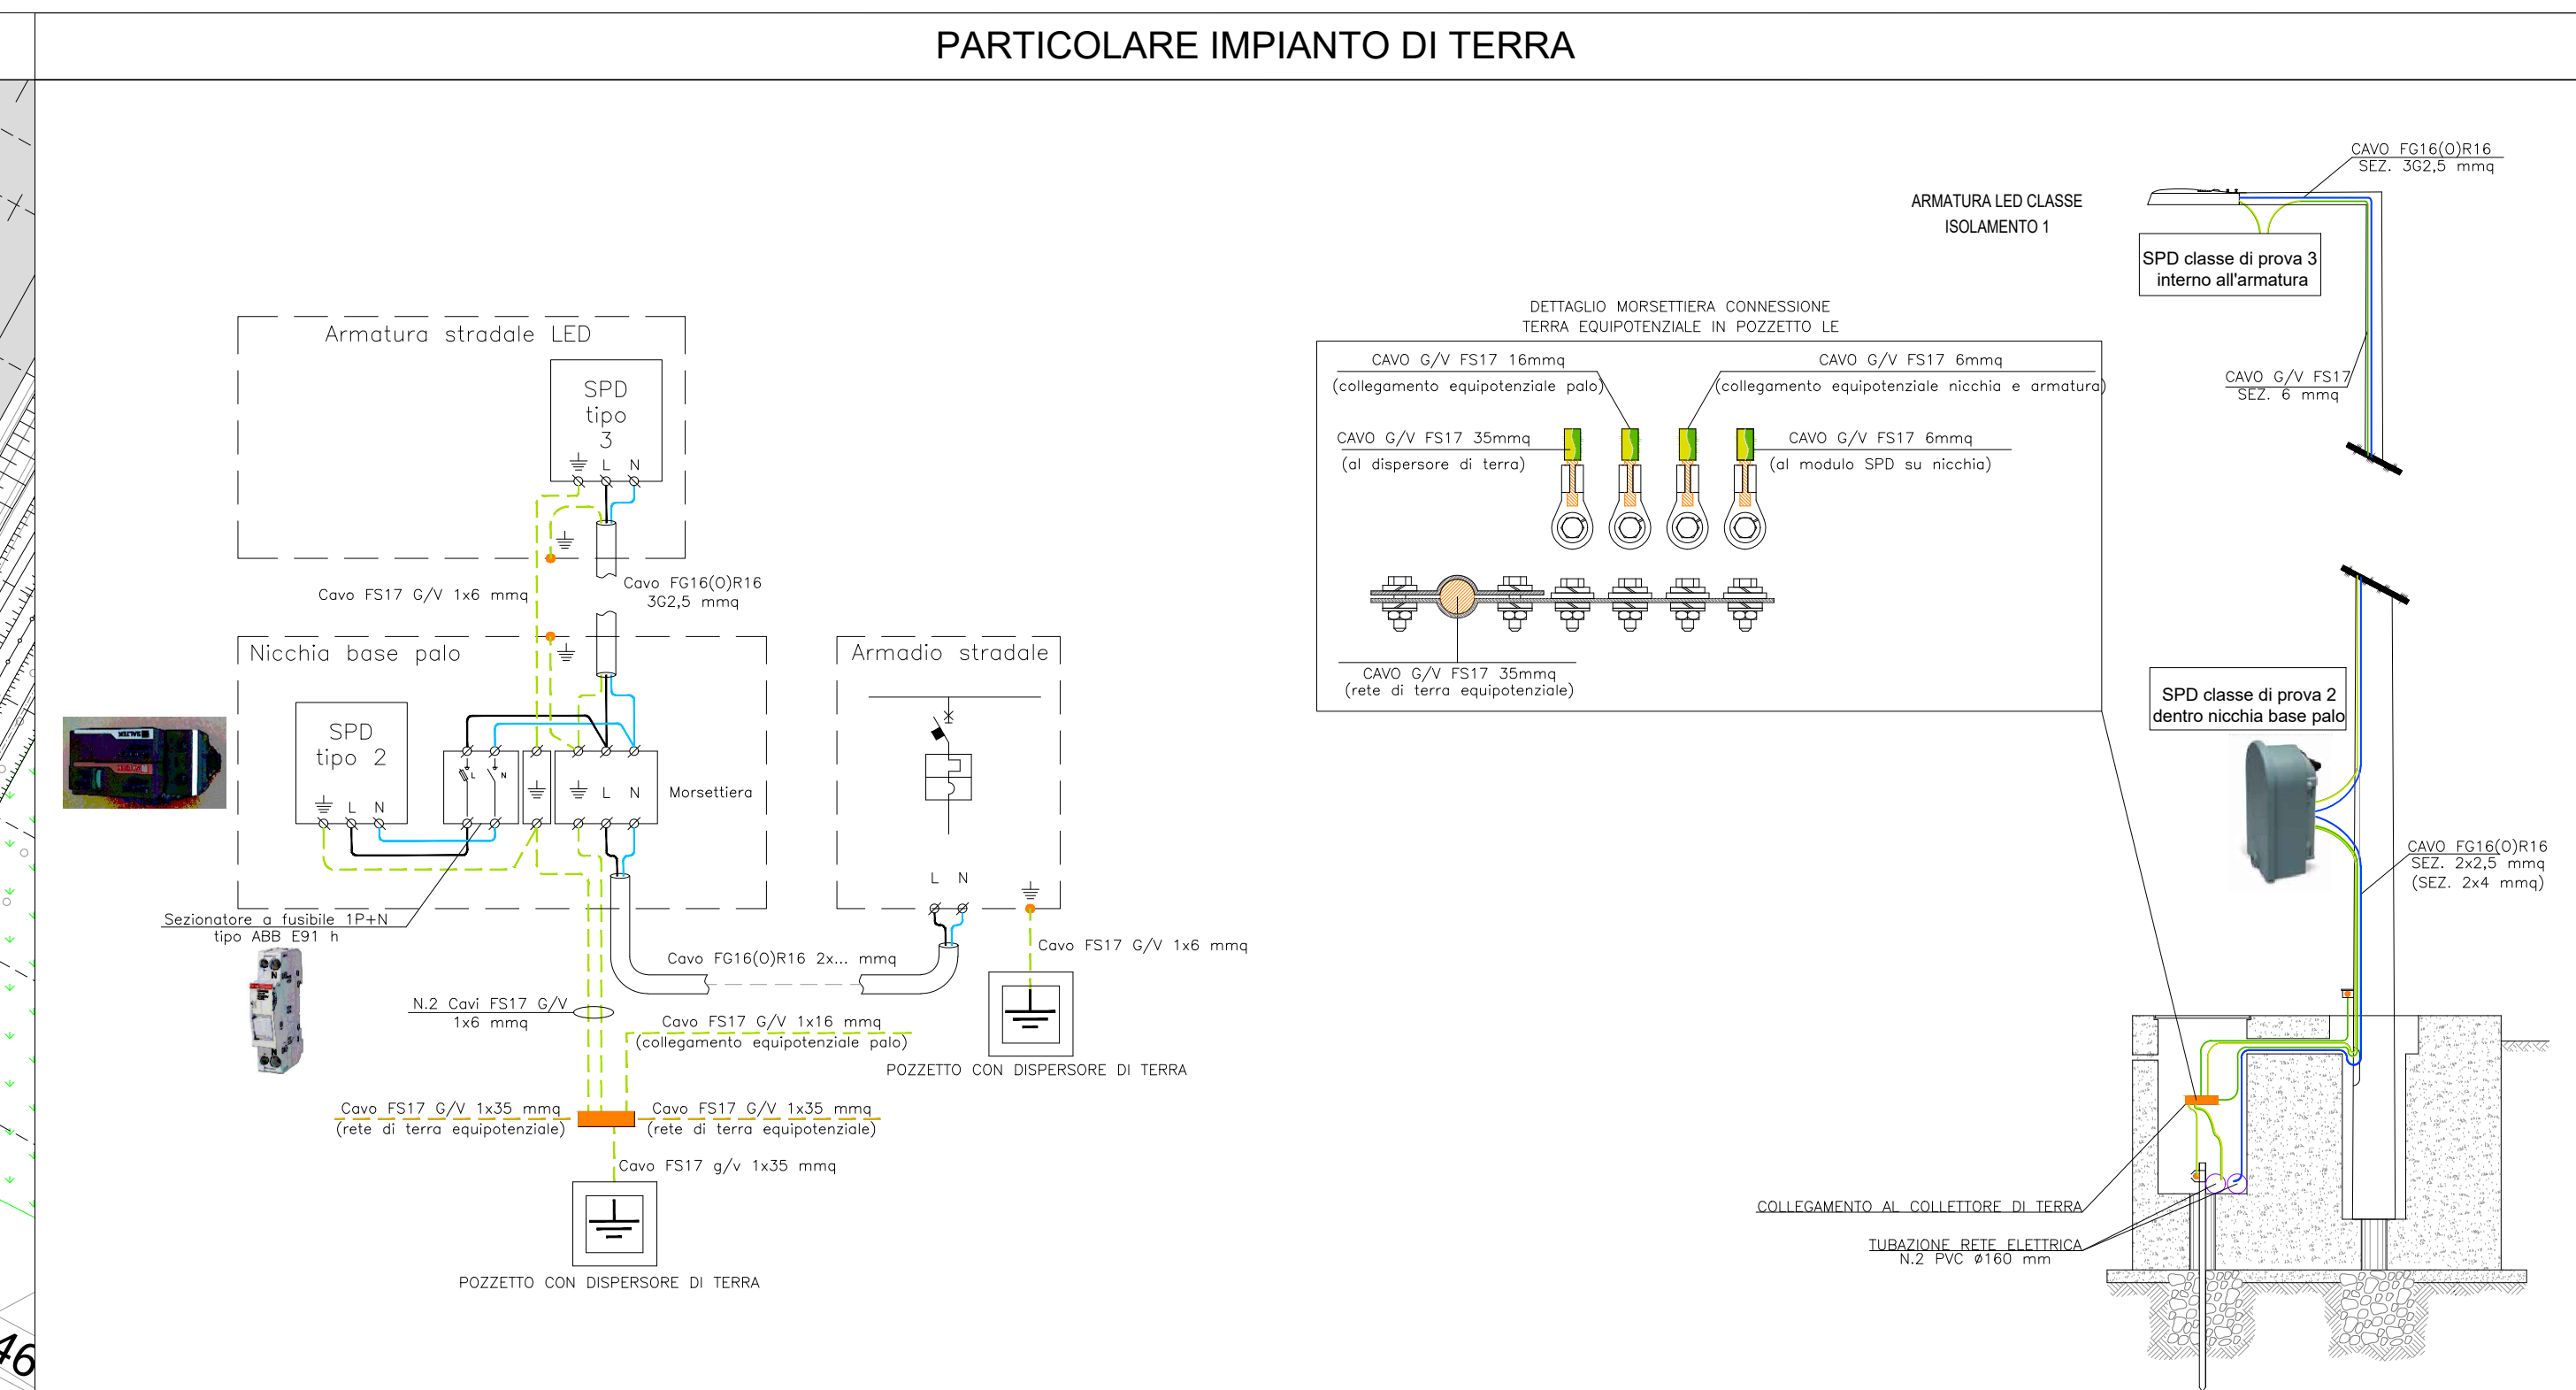 PARTICOLARE IMPIANTO DI TERRA
CAVO FG16(O)R16
SEZ. 3G2,5 mmq
ARMATURA LED CLASSE
ISOLAMENTO 1
SPD classe di prova 3
interno all'armatura
CAVO G/V FS17
SEZ. 6 mmq
DETTAGLIO MORSETTIERA CONNESSIONE
TERRA EQUIPOTENZIALE IN POZZETTO LE
CAVO G/V FS17 16mmq
(collegamento equipotenziale palo)
CAVO G/V FS17 6mmq
(collegamento equipotenziale nicchia e armatura)
CAVO G/V FS17 35mmq
(al dispersore di terra)
CAVO G/V FS17 6mmq
(al modulo SPD su nicchia)
CAVO G/V FS17 35mmq
(rete di terra equipotenziale)
Armatura stradale LED
SPD
tipo
3
L N
Cavo FS17 G/V 1x6 mmq
Cavo FG16(O)R16
3G2,5 mmq
Nicchia base palo
SPD
tipo 2
L N
L N
L N
Morsettiera
SALTEK
Armadio stradale
L N
Sezionatore a fusibile 1P+N
tipo ABB E91 h
N
N
Cavo FS17 G/V 1x6 mmq
Cavo FG16(O)R16 2x... mmq
N.2 Cavi FS17 G/V
1x6 mmq
Cavo FS17 G/V 1x16 mmq
(collegamento equipotenziale palo)
POZZETTO CON DISPERSORE DI TERRA
Cavo FS17 G/V 1x35 mmq
(rete di terra equipotenziale)
Cavo FS17 G/V 1x35 mmq
(rete di terra equipotenziale)
Cavo FS17 g/v 1x35 mmq
POZZETTO CON DISPERSORE DI TERRA
SPD classe di prova 2
dentro nicchia base palo
CAVO FG16(O)R16
SEZ. 2x2,5 mmq
(SEZ. 2x4 mmq)
COLLEGAMENTO AL COLLETTORE DI TERRA
TUBAZIONE RETE ELETTRICA
N.2 PVC ø160 mm
46